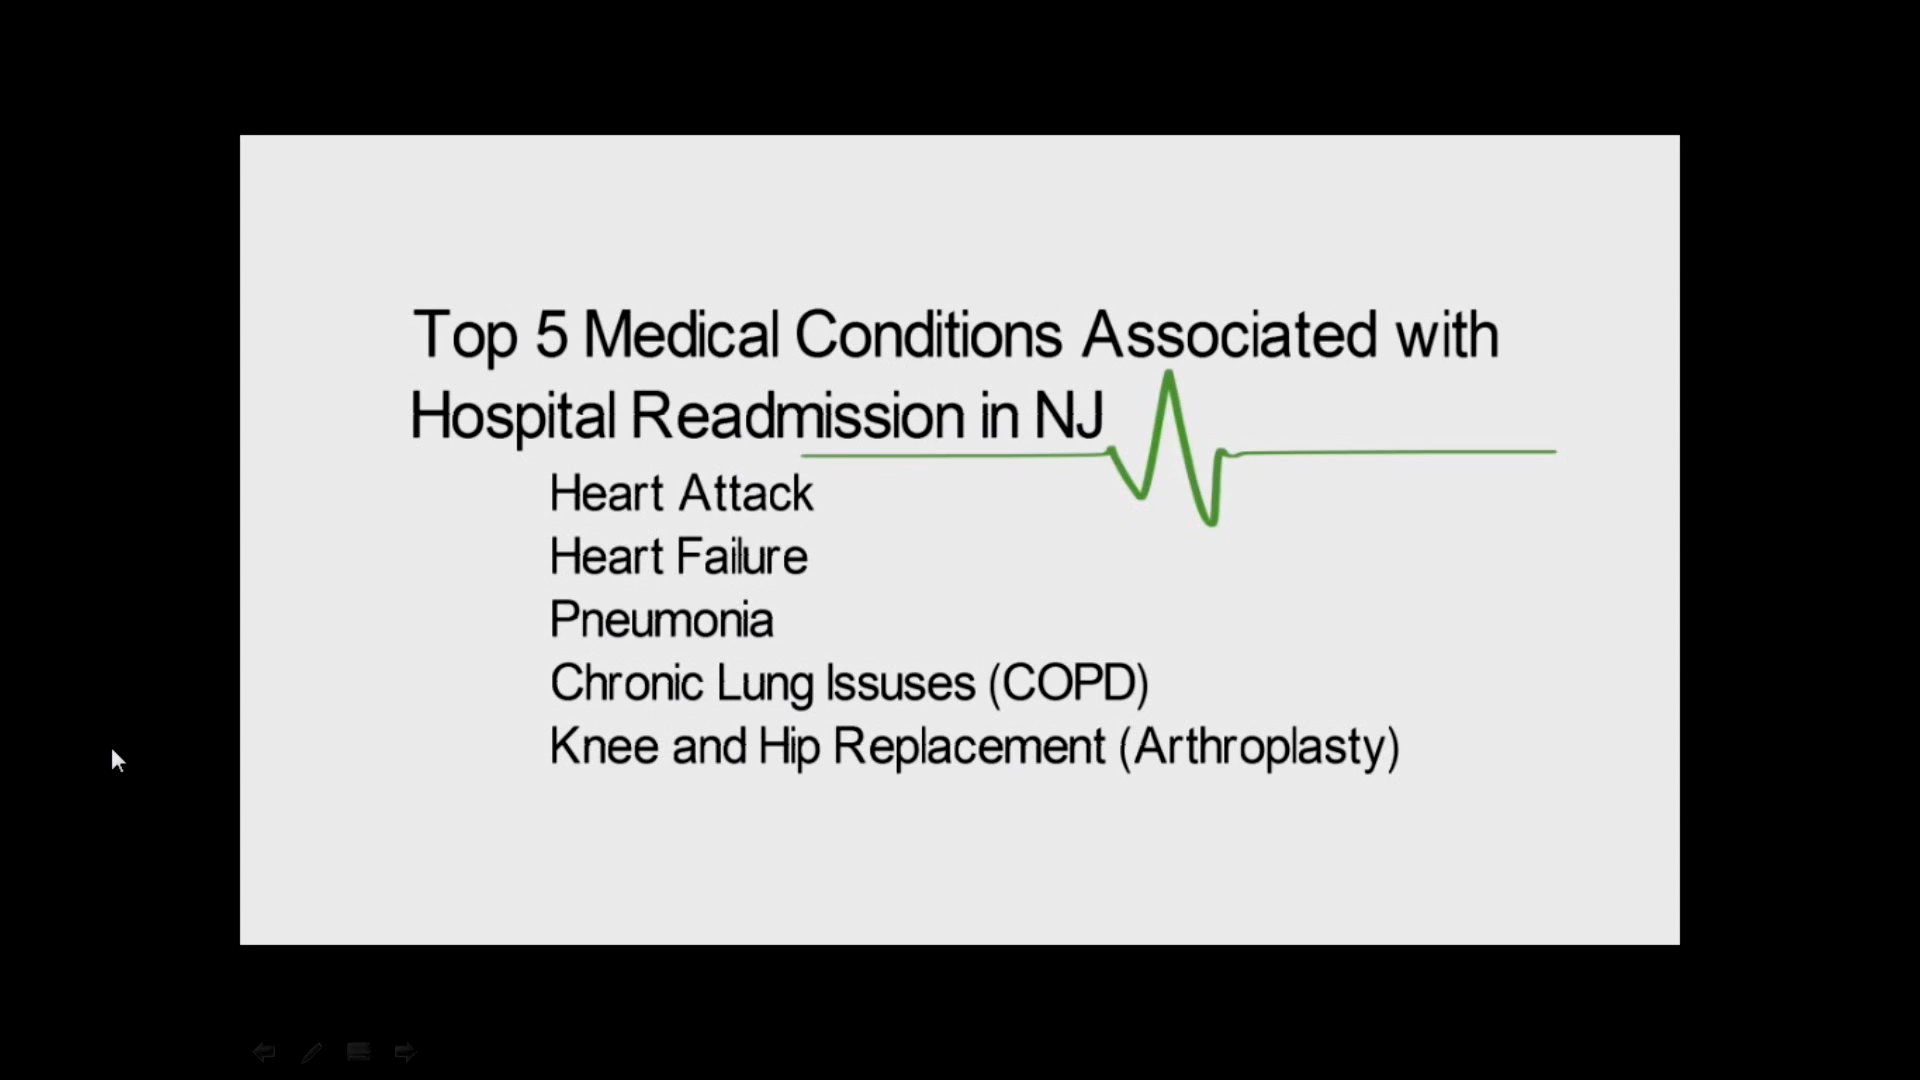 Top 5 Medical Conditions Associated with
Hospital Readmission in NJ
Heart Attack
Heart Failure
Pneumonia
Chronic Lung Issuses (COPD)
Knee and Hip Replacement (Arthroplasty)